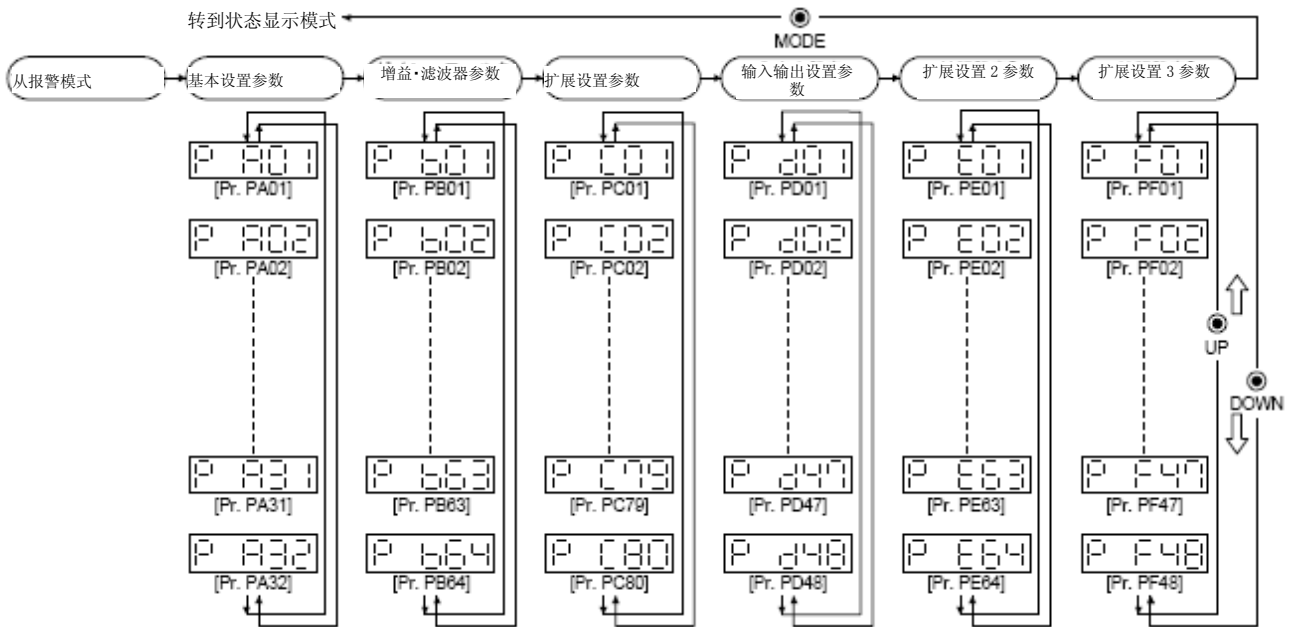 转到状态显示模式
MODE
从报警模式
基本设置参数
增益·滤波器参数
扩展设置参数
输入输出设置参
数
扩展设置 2 参数
扩展设置 3 参数
P A01
P b01
P C01
P d01
P E01
P F01
[Pr. PA01]
[Pr. PB01]
[Pr. PC01]
[Pr. PD01]
[Pr. PE01]
[Pr. PF01]
P A02
P b02
P C02
P d02
P E02
P F02
[Pr. PA02]
[Pr. PB02]
[Pr. PC02]
[Pr. PD02]
[Pr. PE02]
[Pr. PF02]
UP
DOWN
P A31
P b63
P C79
P d47
P E63
P F47
[Pr. PA31]
[Pr. PB63]
[Pr. PC79]
[Pr. PD47]
[Pr. PE63]
[Pr. PF47]
P A32
P b64
P C80
P d48
P E64
P F48
[Pr. PA32]
[Pr. PB64]
[Pr. PC80]
[Pr. PD48]
[Pr. PE64]
[Pr. PF48]